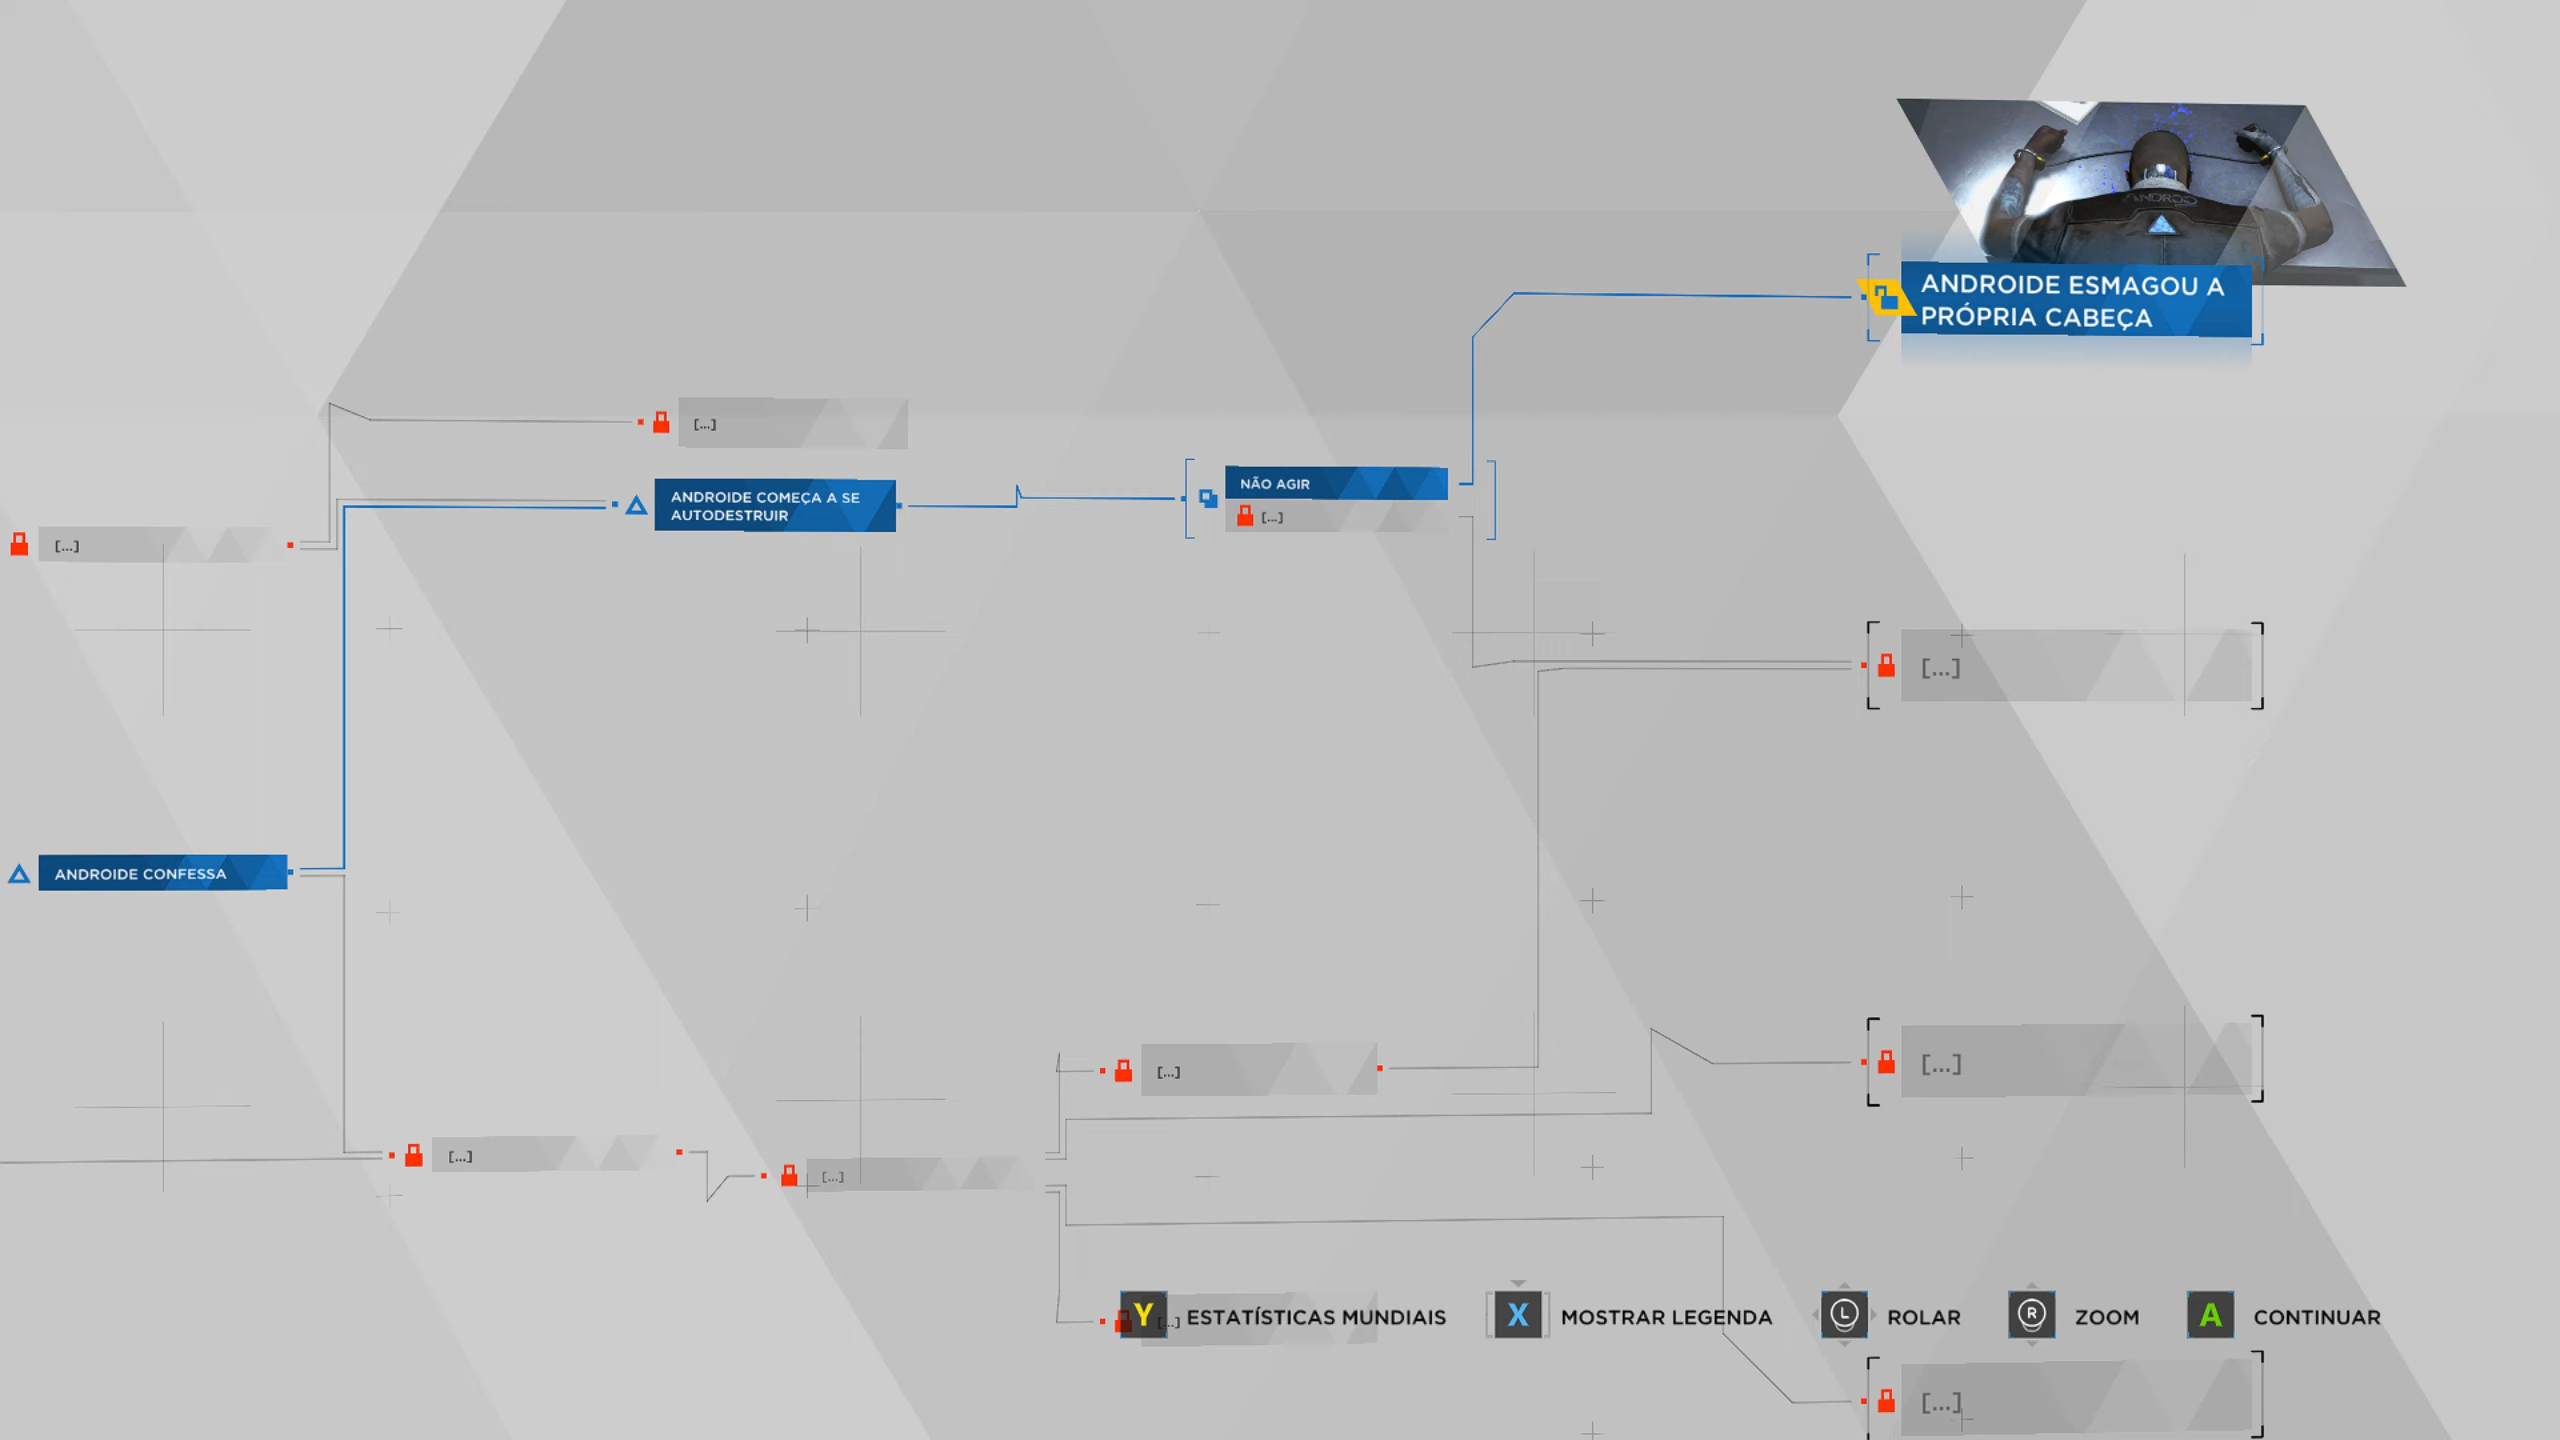 ANDROID
ANDROIDE ESMAGOU A
PRÓPRIA CABEÇA
[...]
ANDROIDE COMEÇA A SE
AUTODESTRUIR
NÃO AGIR
[...]
[...]
[...]
ANDROIDE CONFESSA
[...]
[...]
[...]
[...]
[...]
Y ESTATÍSTICAS MUNDIAIS
X MOSTRAR LEGENDA
L ROLAR
R ZOOM
A CONTINUAR
[...]